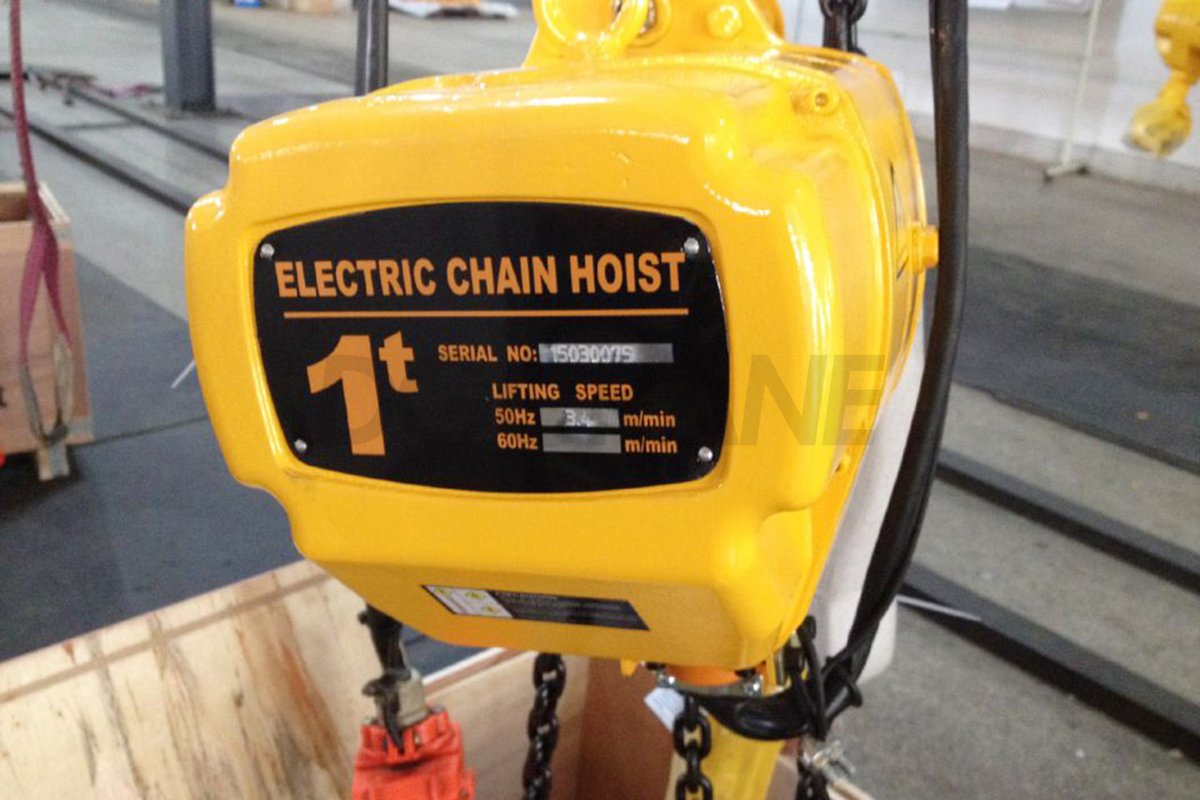 ELECTRIC CHAIN HOIST
1t
SERIAL NO: 15030075
LIFTING SPEED
50Hz 3.4 m/min
60Hz m/min